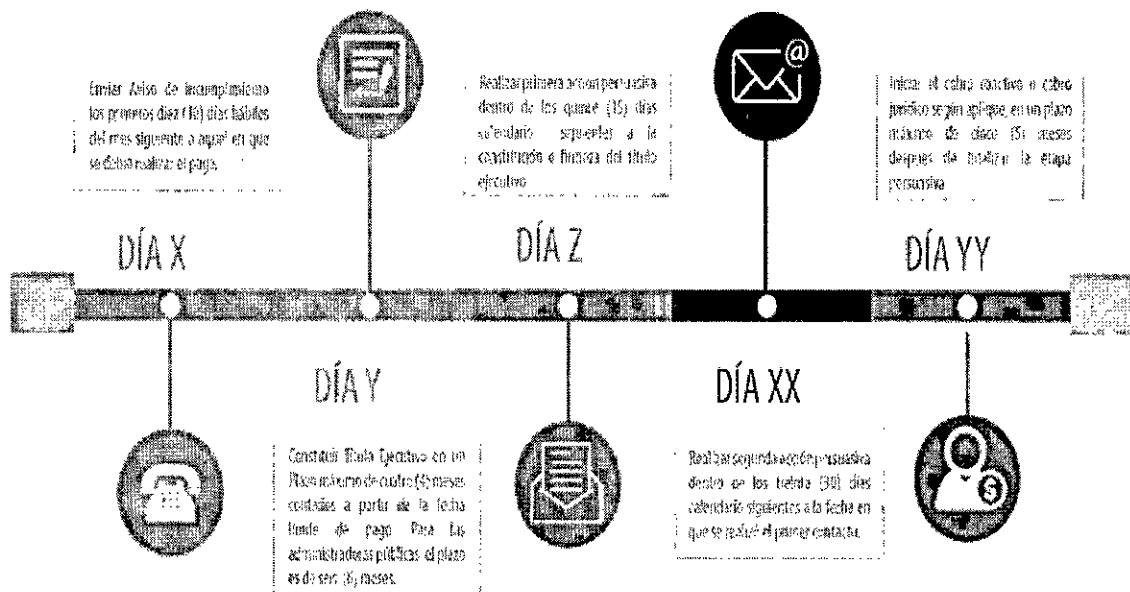 Enviar Aviso de incumplimiento
los primeros diez (10) días hábiles
del mes siguiente a aquel en que
se debía realizar el pago.
DÍA X
DÍA Y
Constituir Título Ejecutivo en un
Plazo máximo de cuatro (4) meses
contados a partir de la fecha
límite de pago Para las
administradoras públicas el plazo
es de seis (6) meses.
Realizar primera acción persuasiva
dentro de los quince (15) días
calendario siguientes a la
constitución o firmeza del título
ejecutivo
DÍA Z
@
DÍA XX
Realizar segunda acción persuasiva
dentro de los treinta (30) días
calendario siguientes a la fecha en
que se realizó el primer contacto.
Iniciar el cobro coactivo o cobro
jurídico según aplique, en un plazo
máximo de cinco (5) meses
después de finalizar la etapa
persuasiva
DÍA YY
$